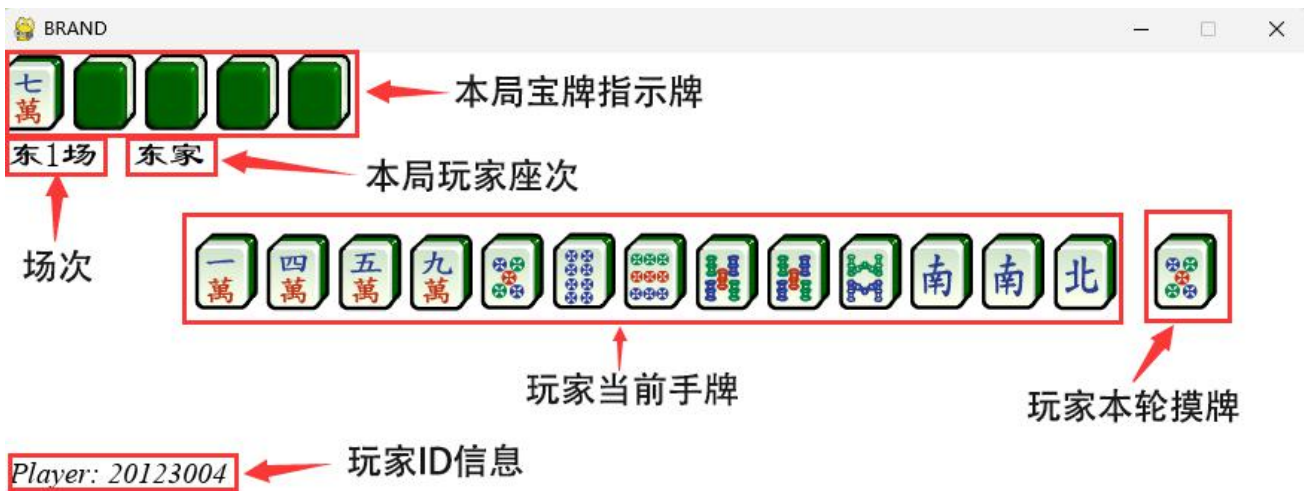 BRAND
七萬
本局宝牌指示牌
东1场 东家
本局玩家座次
场次
一萬 四萬 五萬 九萬 南 南 北
玩家当前手牌
玩家本轮摸牌
Player: 20123004
玩家ID信息